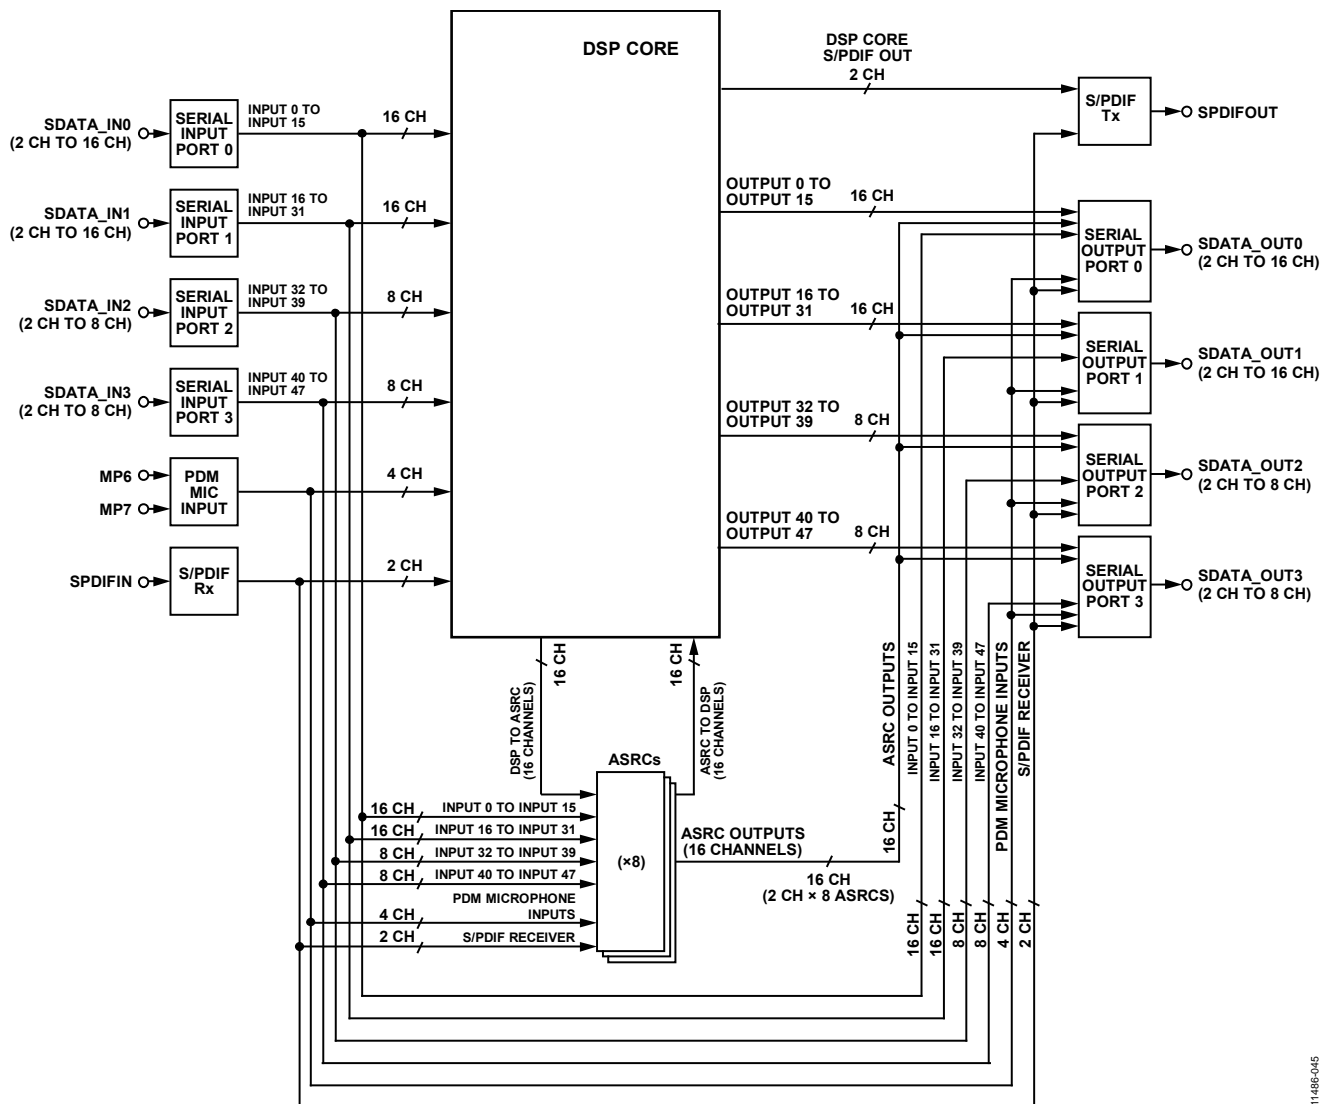 DSP CORE
DSP CORE
S/PDIF OUT
2 CH
S/PDIF
Tx
SPDIFOUT
SDATA_IN0
(2 CH TO 16 CH)
SERIAL
INPUT
PORT 0
INPUT 0 TO
INPUT 15
16 CH
SDATA_IN1
(2 CH TO 16 CH)
SERIAL
INPUT
PORT 1
INPUT 16 TO
INPUT 31
16 CH
SDATA_IN2
(2 CH TO 8 CH)
SERIAL
INPUT
PORT 2
INPUT 32 TO
INPUT 39
8 CH
SDATA_IN3
(2 CH TO 8 CH)
SERIAL
INPUT
PORT 3
INPUT 40 TO
INPUT 47
8 CH
MP6
MP7
PDM
MIC
INPUT
4 CH
SPDIFIN
S/PDIF
Rx
2 CH
OUTPUT 0 TO
OUTPUT 15
16 CH
SERIAL
OUTPUT
PORT 0
SDATA_OUT0
(2 CH TO 16 CH)
OUTPUT 16 TO
OUTPUT 31
16 CH
SERIAL
OUTPUT
PORT 1
SDATA_OUT1
(2 CH TO 16 CH)
OUTPUT 32 TO
OUTPUT 39
8 CH
SERIAL
OUTPUT
PORT 2
SDATA_OUT2
(2 CH TO 8 CH)
OUTPUT 40 TO
OUTPUT 47
8 CH
SERIAL
OUTPUT
PORT 3
SDATA_OUT3
(2 CH TO 8 CH)
16 CH
DSP TO ASRC
(16 CHANNELS)
16 CH
ASRC TO DSP
(16 CHANNELS)
ASRCs
(×8)
16 CH
INPUT 0 TO INPUT 15
16 CH
INPUT 16 TO INPUT 31
8 CH
INPUT 32 TO INPUT 39
8 CH
INPUT 40 TO INPUT 47
PDM MICROPHONE
INPUTS
4 CH
2 CH
S/PDIF RECEIVER
ASRC OUTPUTS
(16 CHANNELS)
16 CH
(2 CH × 8 ASRCS)
ASRC OUTPUTS
16 CH
INPUT 0 TO INPUT 15
16 CH
INPUT 16 TO INPUT 31
16 CH
INPUT 32 TO INPUT 39
8 CH
INPUT 40 TO INPUT 47
8 CH
PDM MICROPHONE INPUTS
4 CH
S/PDIF RECEIVER
2 CH
11486-045